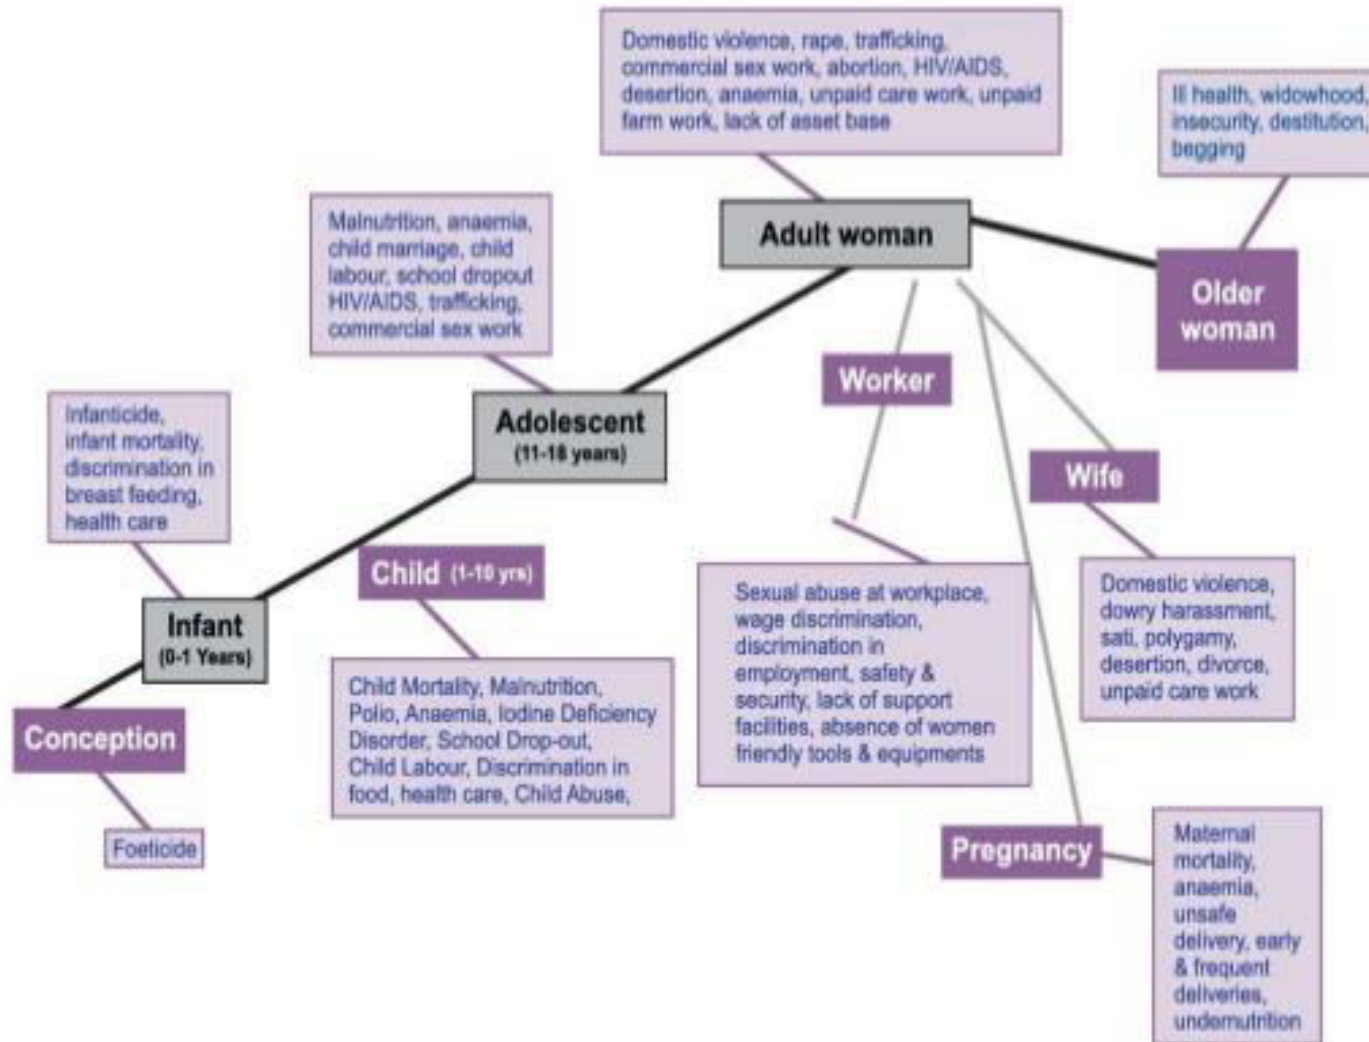 Domestic violence, rape, trafficking,
commercial sex work, abortion, HIV/AIDS,
desertion, anaemia, unpaid care work, unpaid
farm work, lack of asset base
Ill health, widowhood,
insecurity, destitution,
begging
Malnutrition, anaemia,
child marriage, child
labour, school dropout
HIV/AIDS, trafficking,
commercial sex work
Adult woman
Older
woman
Worker
Infanticide,
infant mortality,
discrimination in
breast feeding,
health care
Adolescent
(11-18 years)
Wife
Child (1-10 yrs)
Sexual abuse at workplace,
wage discrimination,
discrimination in
employment, safety &
security, lack of support
facilities, absence of women
friendly tools & equipments
Domestic violence,
dowry harassment,
sati, polygamy,
desertion, divorce,
unpaid care work
Infant
(0-1 Years)
Child Mortality, Malnutrition,
Polio, Anaemia, Iodine Deficiency
Disorder, School Drop-out,
Child Labour, Discrimination in
food, health care, Child Abuse,
Conception
Foeticide
Pregnancy
Maternal
mortality,
anaemia,
unsafe
delivery, early
& frequent
deliveries,
undernutrition